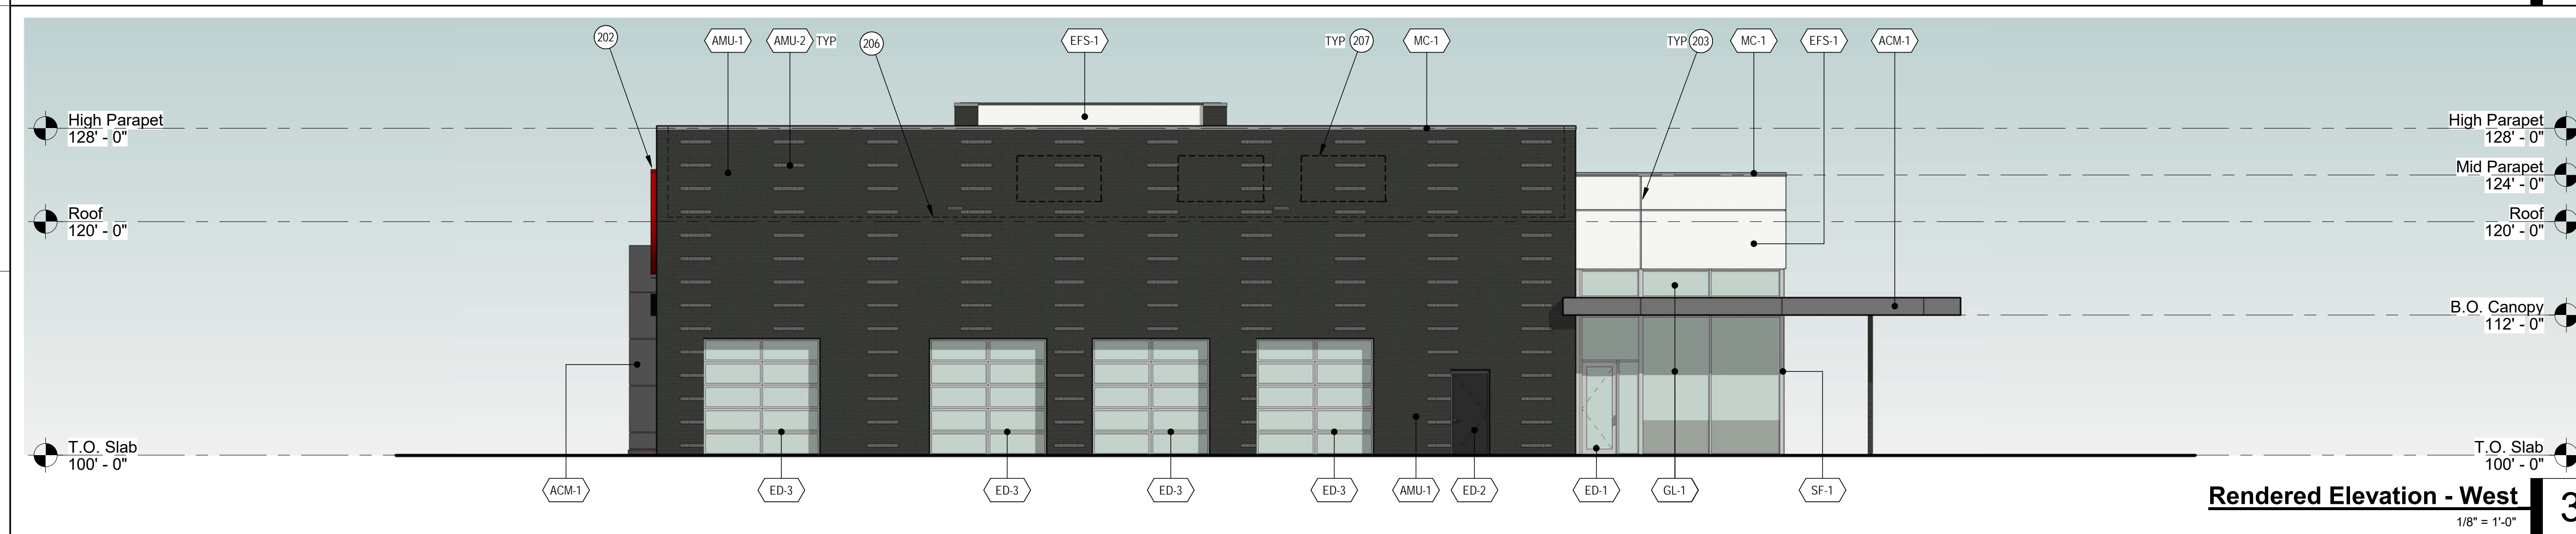 202
AMU-1
AMU-2 TYP
206
EFS-1
TYP 207
MC-1
TYP 203
MC-1
EFS-1
ACM-1
High Parapet
128' - 0"
Roof
120' - 0"
T.O. Slab
100' - 0"
High Parapet
128' - 0"
Mid Parapet
124' - 0"
Roof
120' - 0"
B.O. Canopy
112' - 0"
T.O. Slab
100' - 0"
ACM-1
ED-3
ED-3
ED-3
ED-3
AMU-1
ED-2
ED-1
GL-1
SF-1
Rendered Elevation - West
1/8" = 1'-0"
3